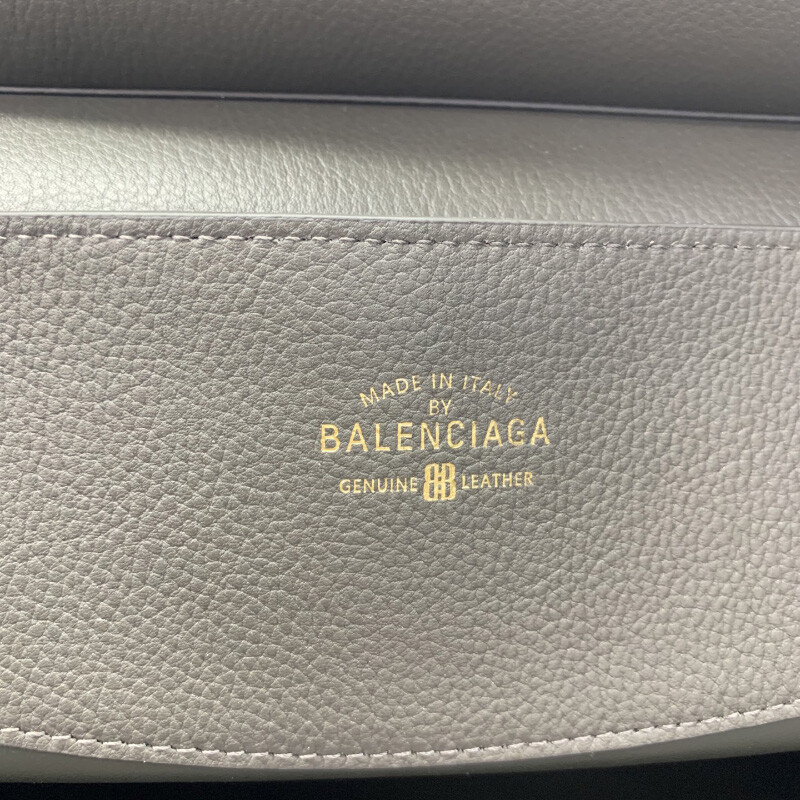 MADE IN ITALY
BY
BALENCIAGA
GENUINE BB LEATHER